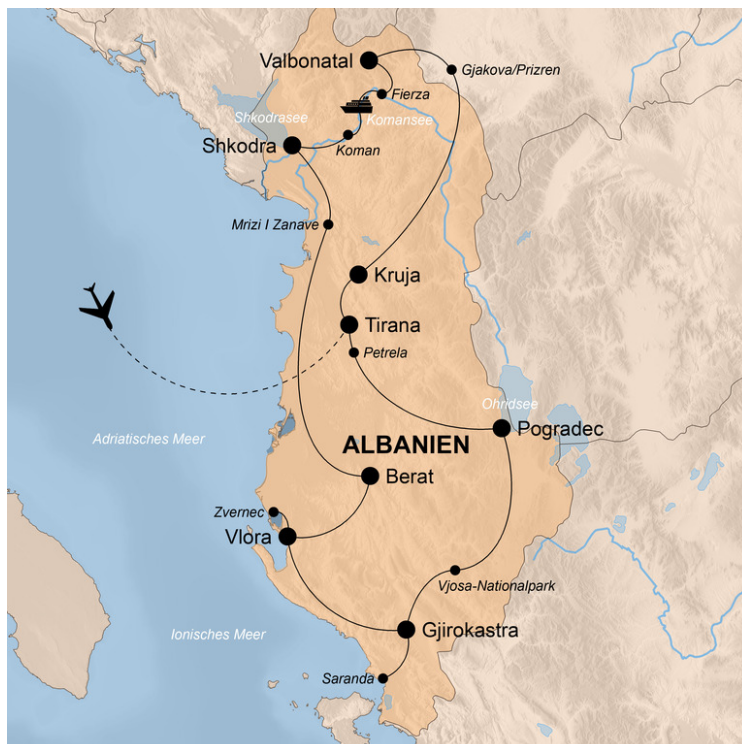 Valbonatal
Gjakova/Prizren
Fierza
Shkodrasee
Komansee
Shkodra
Koman
Mrizi I Zanave
Kruja
Tirana
Petrela
Ohridsee
Pogradec
Adriatisches Meer
ALBANIEN
Berat
Zvernec
Vlora
Vjosa-Nationalpark
Ionisches Meer
Gjirokastra
Saranda